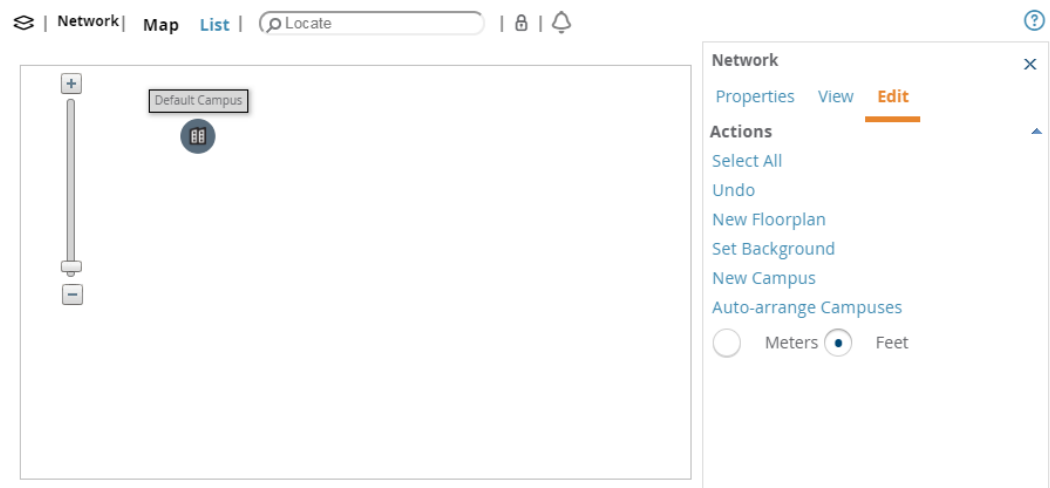 | Network | Map List | Locate | |
Default Campus
Network
Properties View Edit
Actions
Select All
Undo
New Floorplan
Set Background
New Campus
Auto-arrange Campuses
Meters Feet